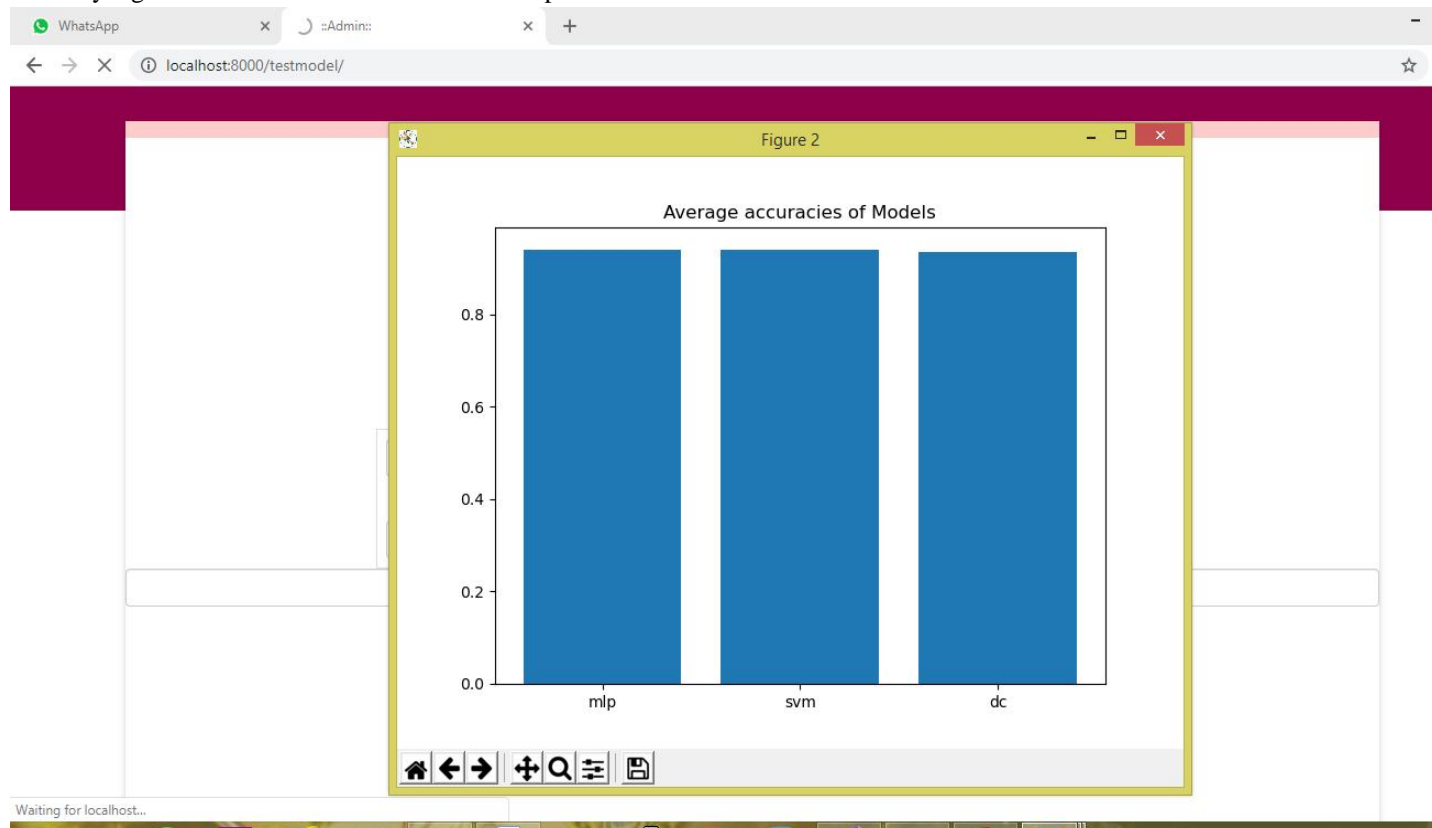 WhatsApp
::Admin::
localhost:8000/testmodel/
Figure 2
Average accuracies of Models
0.8
0.6
0.4
0.2
0.0
mlp svm dc
Waiting for localhost...